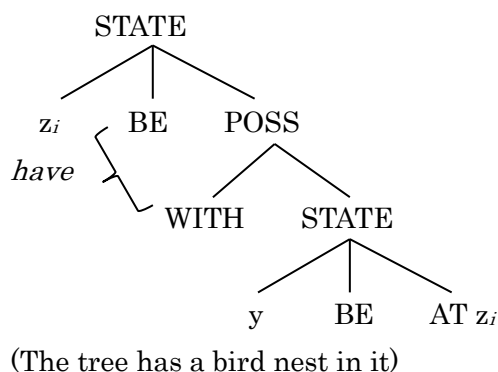 STATE
zᵢ BE POSS
have
WITH STATE
y BE AT zᵢ
(The tree has a bird nest in it)